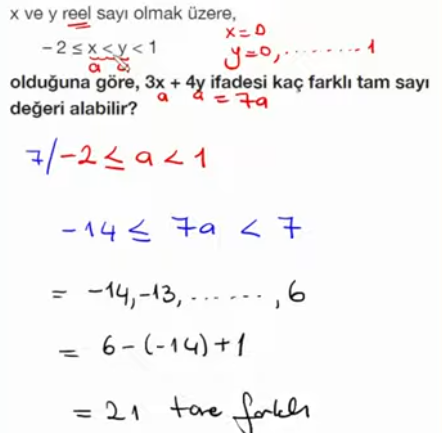 x ve y reel sayı olmak üzere,
x=0
- 2 ≤ x < y < 1
y=0,........1
a a
olduğuna göre, 3x + 4y ifadesi kaç farklı tam sayı
a a = 7a
değeri alabilir?
7/-2 ≤ a < 1
-14 ≤ 7a < 7
= -14,-13, ......, 6
= 6-(-14)+1
= 21 tane farklı